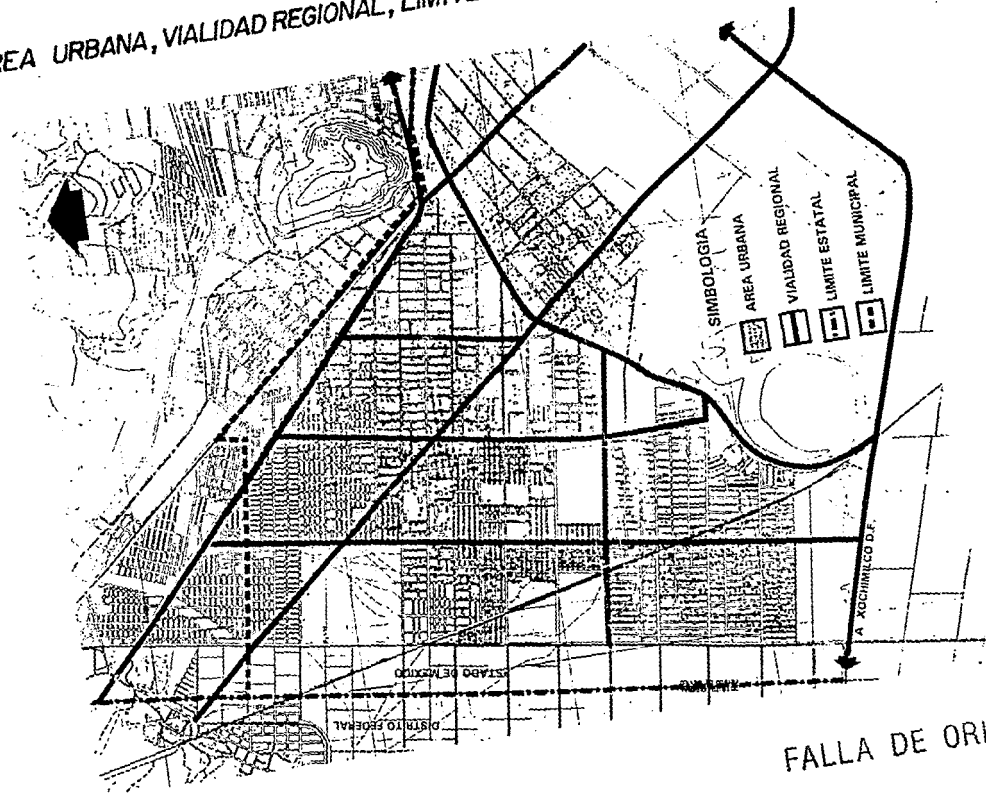 AREA URBANA, VIALIDAD REGIONAL,
SIMBOLOGIA
AREA URBANA
VIALIDAD REGIONAL
LIMITE ESTATAL
LIMITE MUNICIPAL
A XOCHIMILCO D.F.
ESTADO DE MEXICO
DISTRITO FEDERAL
FALLA DE ORI